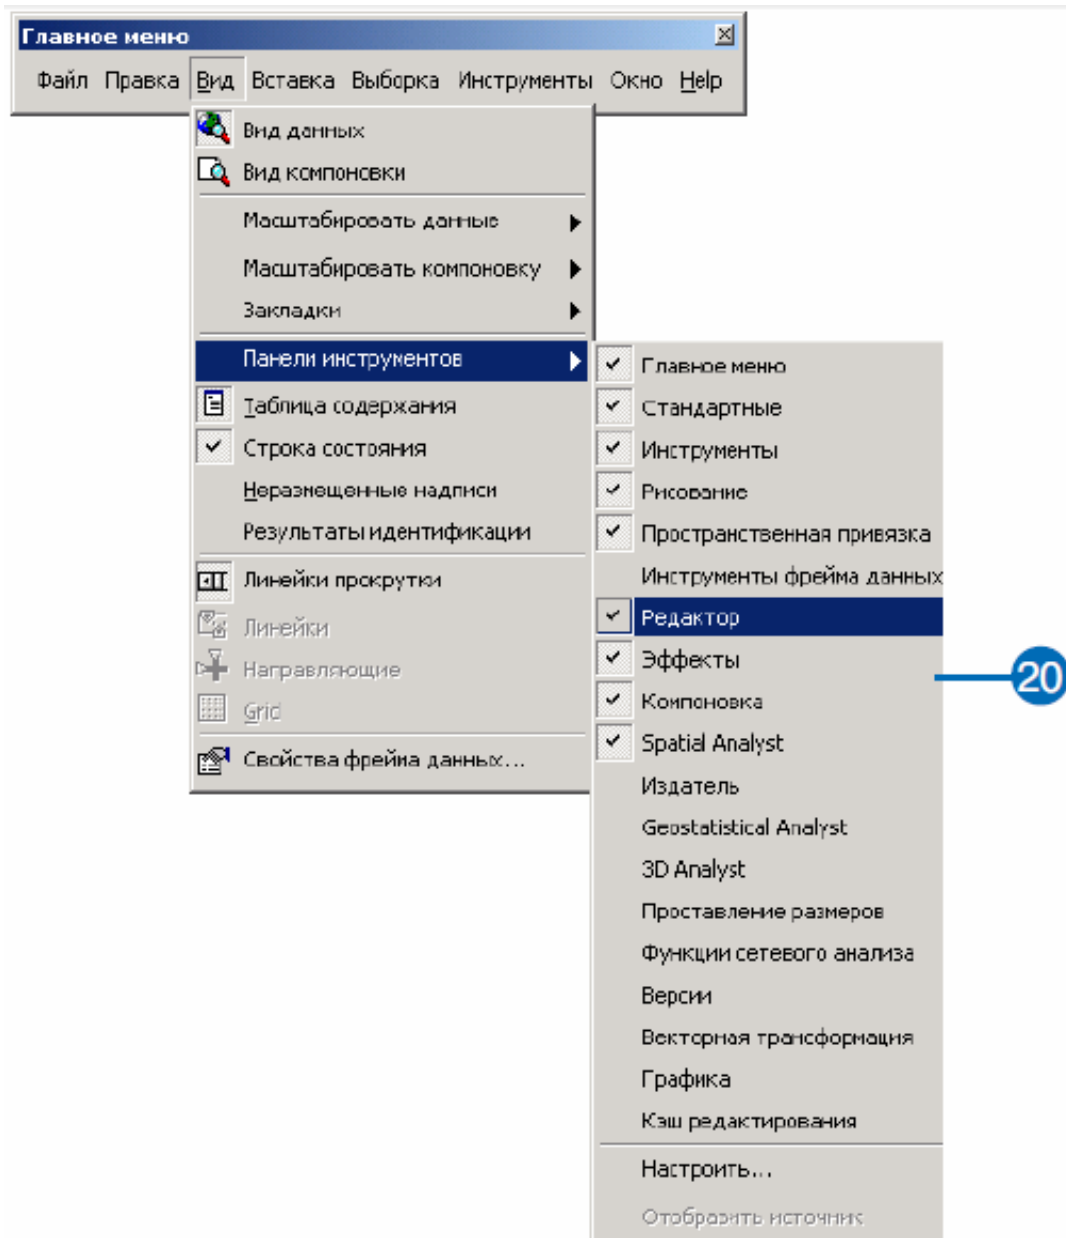 Главное меню
Файл Правка Вид Вставка Выборка Инструменты Окно Help
Вид данных
Вид компоновки
Масштабировать данные
Масштабировать компоновку
Закладки
Панели инструментов
Таблица содержания
Строка состояния
Неразмещенные надписи
Результаты идентификации
Линейки прокрутки
Линейки
Направляющие
Grid
Свойства фрейма данных...
Главное меню
Стандартные
Инструменты
Рисование
Пространственная привязка
Инструменты фрейма данных
Редактор
Эффекты
Компоновка
Spatial Analyst
Издатель
Geostatistical Analyst
3D Analyst
Проставление размеров
Функции сетевого анализа
Версии
Векторная трансформация
Графика
Кэш редактирования
Настроить...
Отобразить источник
20